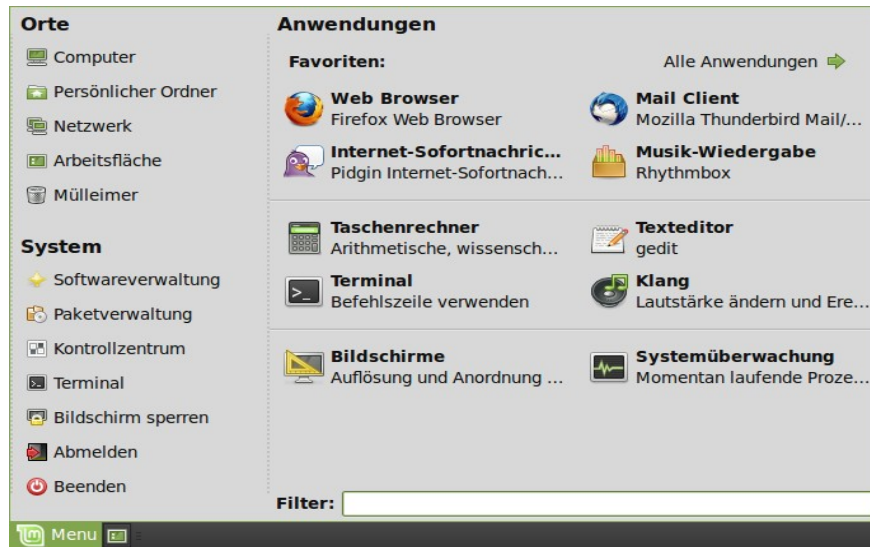 Orte
Computer
Persönlicher Ordner
Netzwerk
Arbeitsfläche
Mülleimer
System
Softwareverwaltung
Paketverwaltung
Kontrollzentrum
Terminal
Bildschirm sperren
Abmelden
Beenden
Anwendungen
Favoriten:
Alle Anwendungen
Web Browser
Firefox Web Browser
Mail Client
Mozilla Thunderbird Mail/...
Internet-Sofortnachric...
Pidgin Internet-Sofortnach...
Musik-Wiedergabe
Rhythmbox
Taschenrechner
Arithmetische, wissensch...
Texteditor
gedit
Terminal
Befehlszeile verwenden
Klang
Lautstärke ändern und Ere...
Bildschirme
Auflösung und Anordnung ...
Systemüberwachung
Momentan laufende Proze...
Filter:
Menu